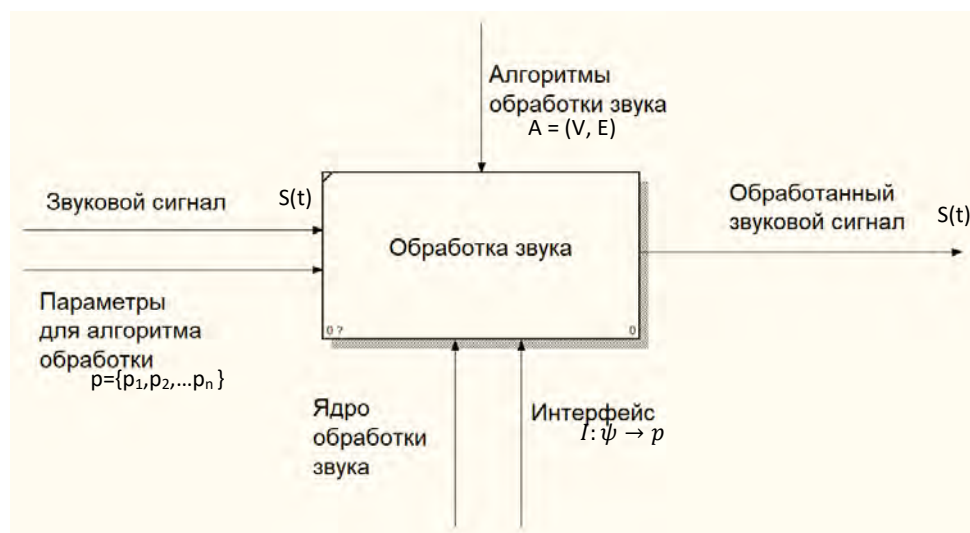 Алгоритмы
обработки звука
A = (V, E)
Звуковой сигнал
S(t)
Обработка звука
Обработанный
звуковой сигнал
S(t)
Параметры
для алгоритма
обработки
p={p₁,p₂,...pₙ}
0 ?
0
Ядро
обработки
звука
Интерфейс
I: ψ → p